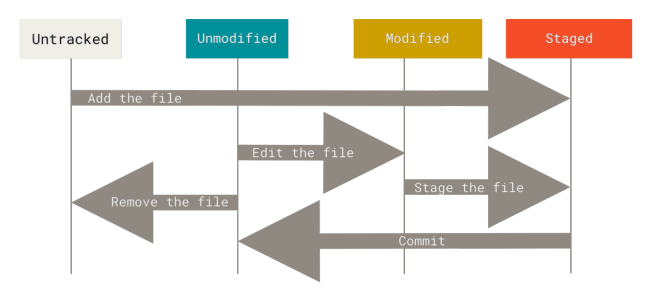 Untracked
Unmodified
Modified
Staged
Add the file
Edit the file
Stage the file
Remove the file
Commit